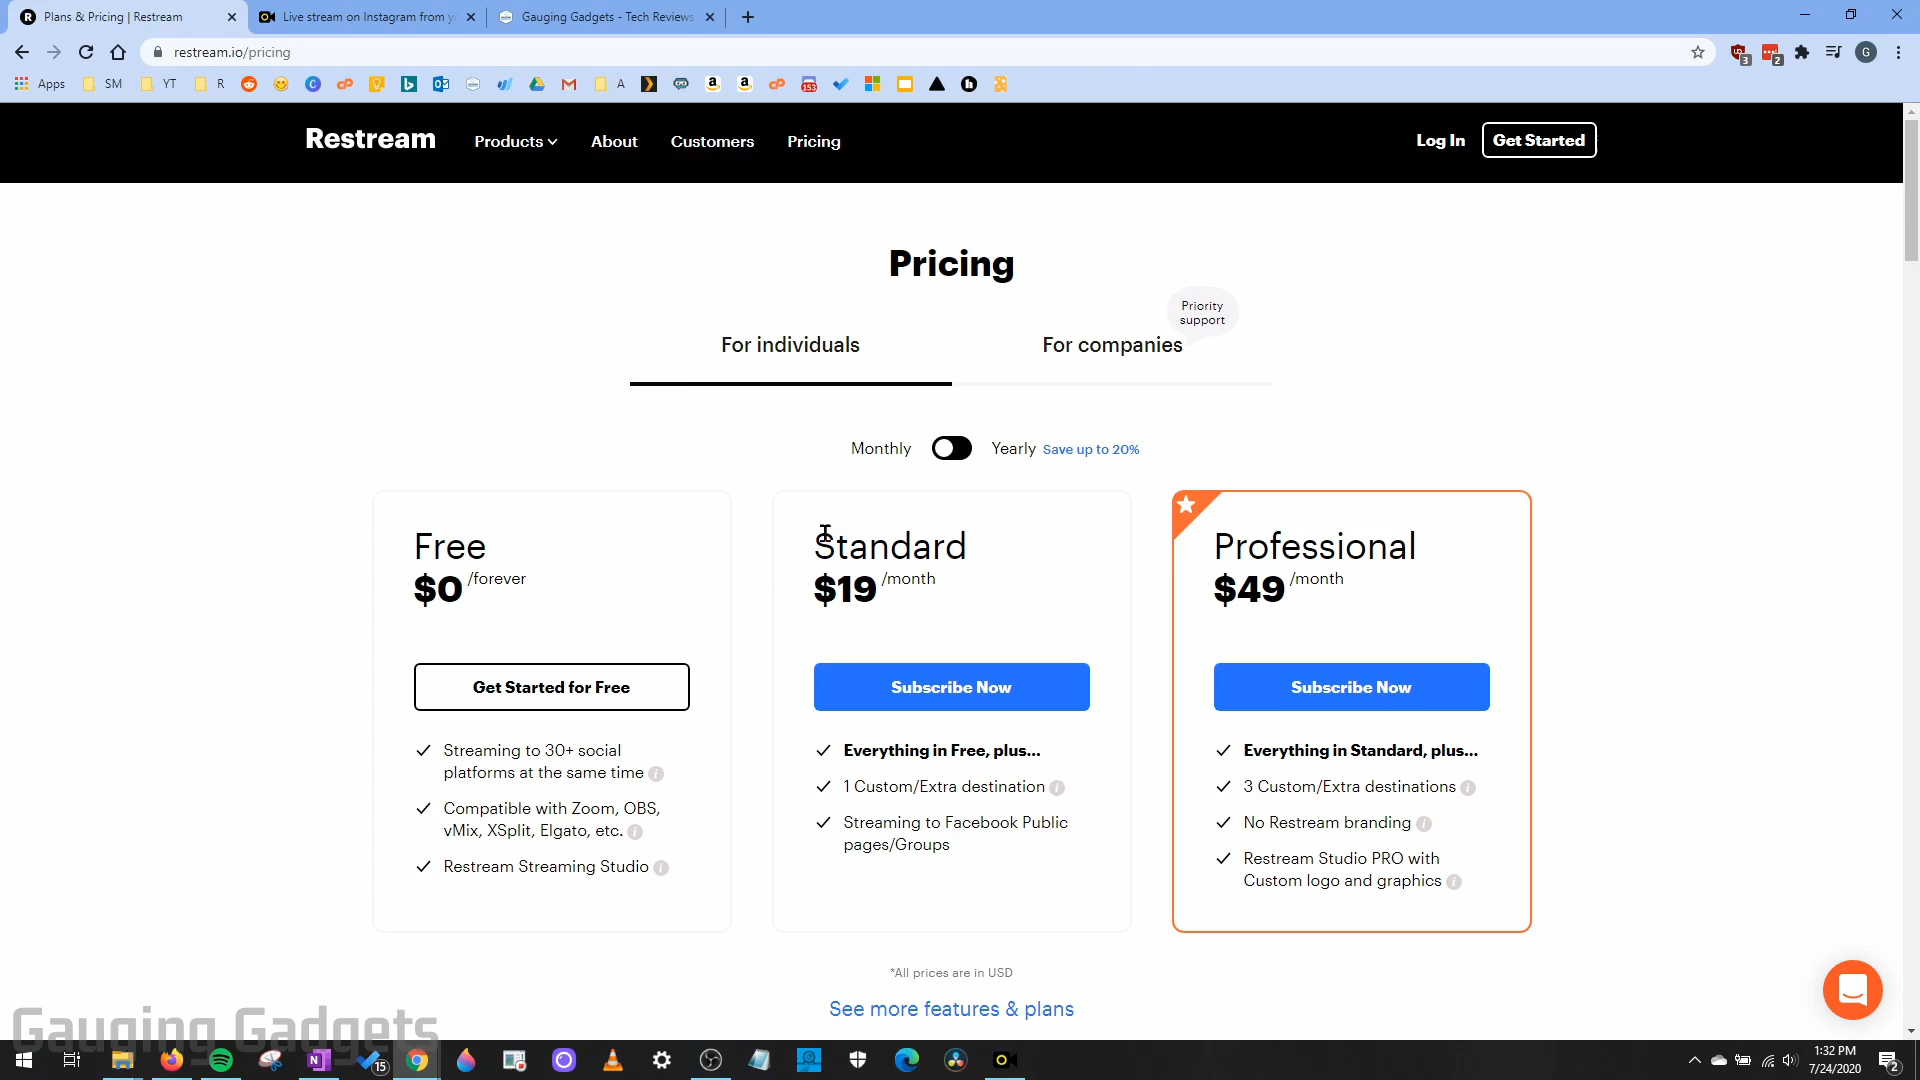 Plans & Pricing | Restream
Live stream on Instagram from yo
Gauging Gadgets - Tech Reviews
restream.io/pricing
3
2
G
Apps
SM
YT
R
A
153
Restream
Products
About
Customers
Pricing
Log In
Get Started
Pricing
Priority
support
For individuals
For companies
Monthly
Yearly
Save up to 20%
Free
$0 /forever
Get Started for Free
Streaming to 30+ social
platforms at the same time
Compatible with Zoom, OBS,
vMix, XSplit, Elgato, etc.
Restream Streaming Studio
Standard
$19 /month
Subscribe Now
Everything in Free, plus...
1 Custom/Extra destination
Streaming to Facebook Public
pages/Groups
Professional
$49 /month
Subscribe Now
Everything in Standard, plus...
3 Custom/Extra destinations
No Restream branding
Restream Studio PRO with
Custom logo and graphics
*All prices are in USD
See more features & plans
Gauging Gadgets
15
1:32 PM
7/24/2020
2